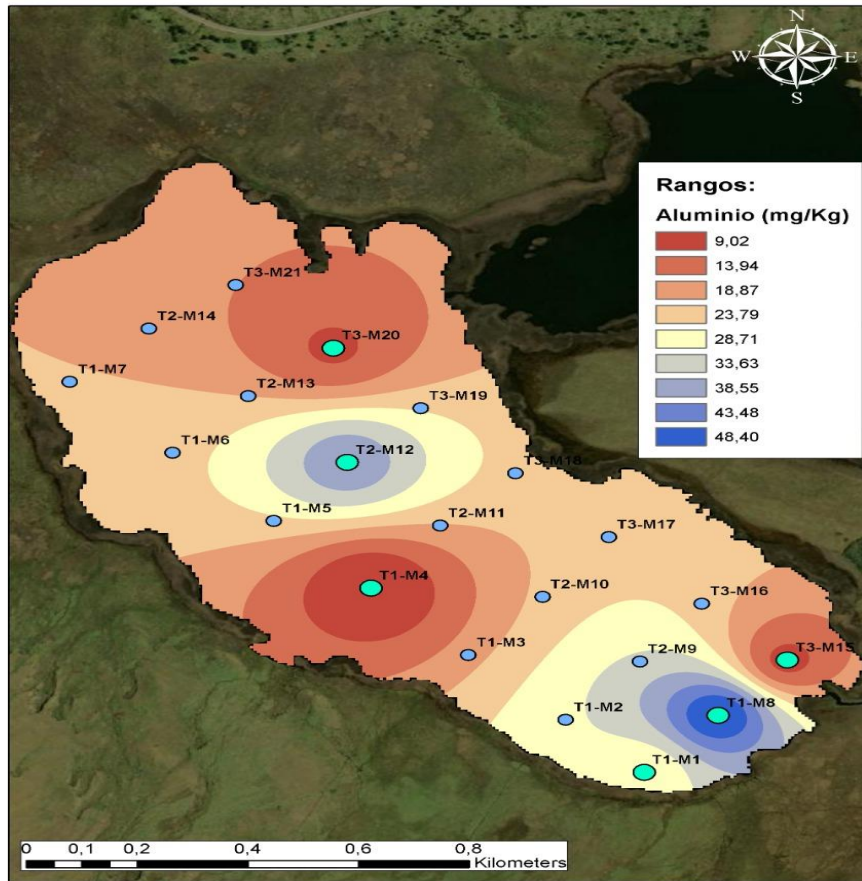 N
W E
S
Rangos:
Aluminio (mg/Kg)
9,02
13,94
18,87
23,79
28,71
33,63
38,55
43,48
48,40
T3-M21
T2-M14
T3-M20
T1-M7
T2-M13
T3-M19
T1-M6
T2-M12
T3-M18
T1-M5
T2-M11
T3-M17
T1-M4
T2-M10
T3-M16
T1-M3
T2-M9
T3-M15
T1-M8
T1-M2
T1-M1
0 0,1 0,2 0,6 0,8
Kilometers